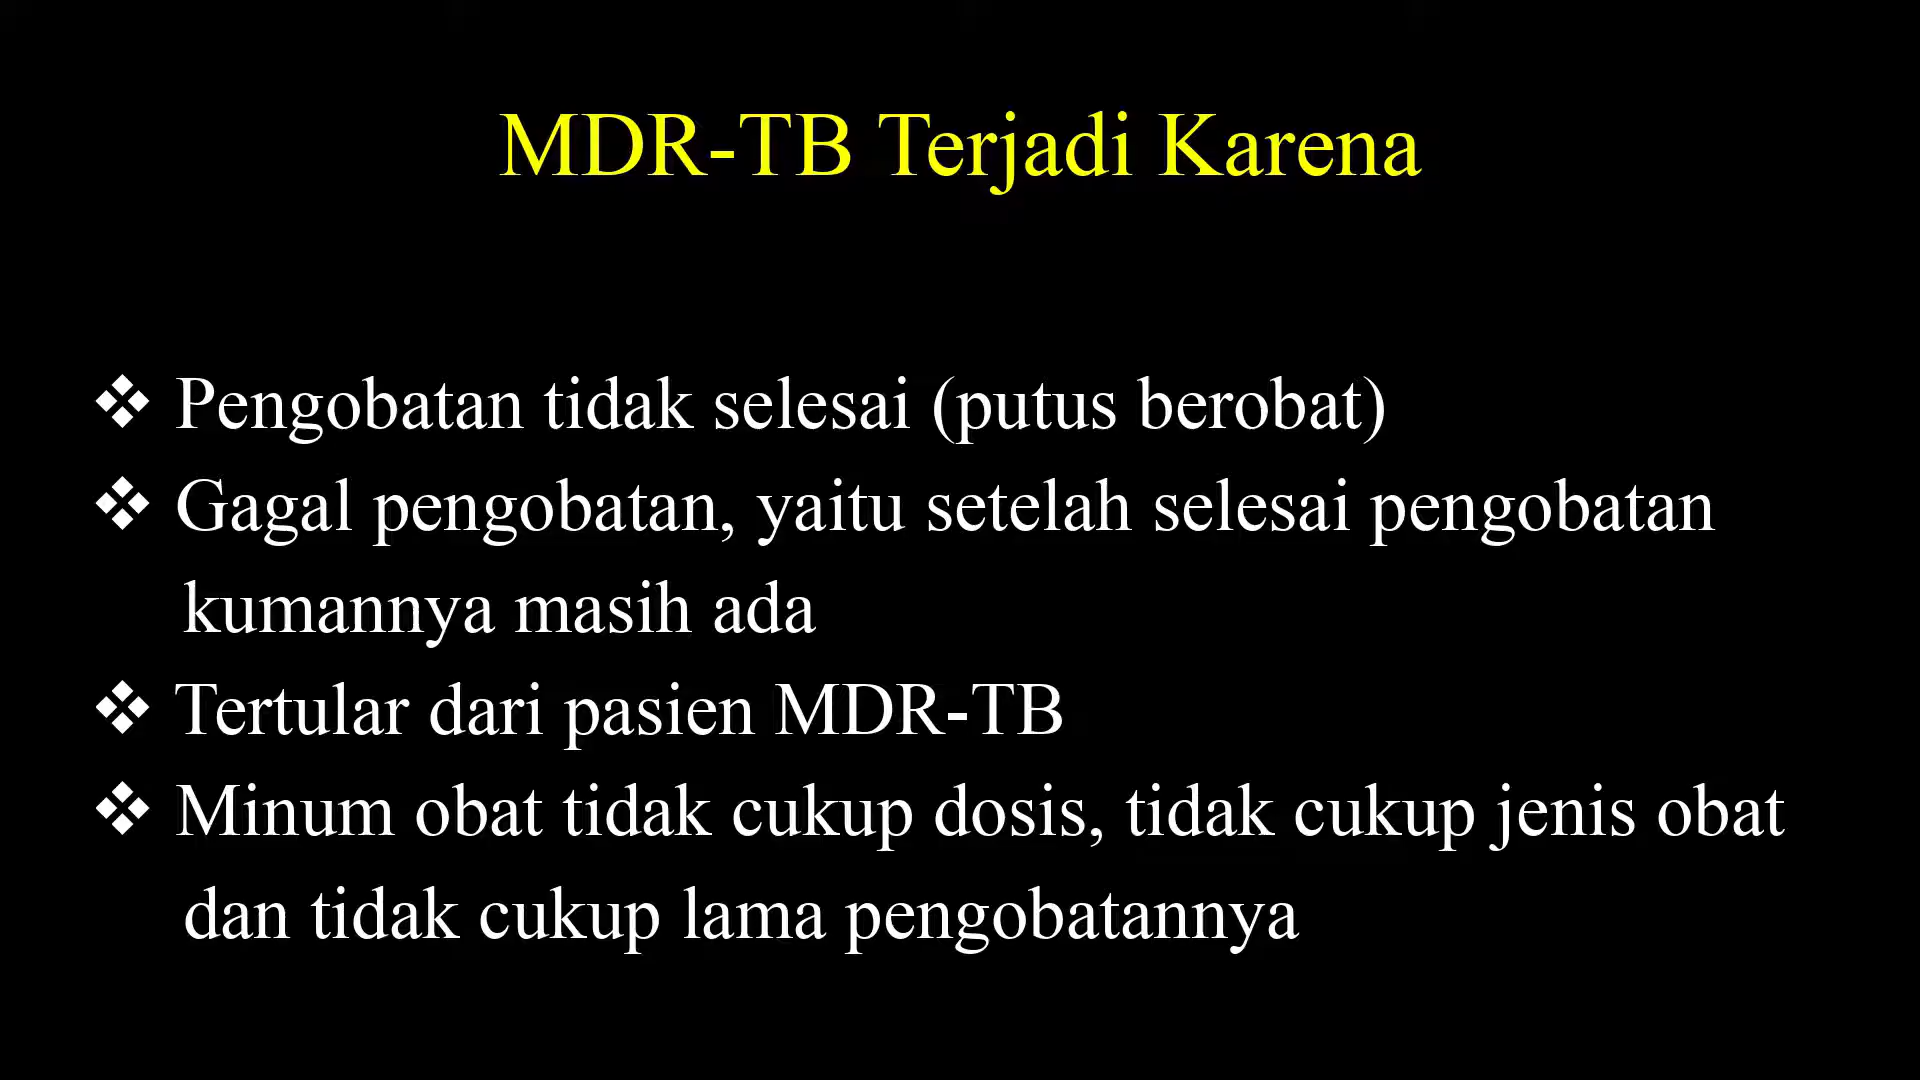 MDR-TB Terjadi Karena
❖ Pengobatan tidak selesai (putus berobat)
❖ Gagal pengobatan, yaitu setelah selesai pengobatan
kumannya masih ada
❖ Tertular dari pasien MDR-TB
❖ Minum obat tidak cukup dosis, tidak cukup jenis obat
dan tidak cukup lama pengobatannya